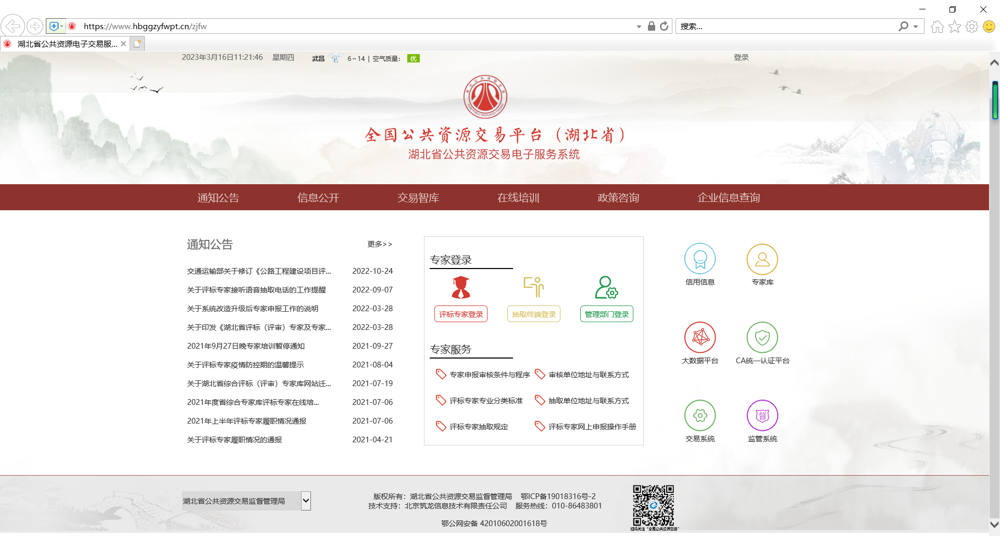 https://www.hbggzyfwpt.cn/zjfw
搜索...
湖北省公共资源电子交易服...
2023年3月16日11:21:46 星期四 武昌 6~14 | 空气质量： 优 登录
湖北公共资源交易
HUBEI PUBLIC RESOURCES TRADING
全国公共资源交易平台（湖北省）
湖北省公共资源交易电子服务系统
通知公告 信息公开 交易智库 在线培训 政策咨询 企业信息查询
通知公告 更多>>
交通运输部关于修订《公路工程建设项目评... 2022-10-24
关于评标专家接听语音抽取电话的工作提醒 2022-09-07
关于系统改造升级后专家申报工作的说明 2022-03-28
关于印发《湖北省评标（评审）专家及专家... 2022-03-28
2021年9月27日晚专家培训暂停通知 2021-09-27
关于评标专家疫情防控期的温馨提示 2021-08-04
关于湖北省综合评标（评审）专家库网站迁... 2021-07-19
2021年度省综合专家库评标专家在线培... 2021-07-06
2021年上半年评标专家履职情况通报 2021-07-06
关于评标专家履职情况的通报 2021-04-21
专家登录
评标专家登录 抽取终端登录 管理部门登录
专家服务
专家申报审核条件与程序 审核单位地址与联系方式
评标专家专业分类标准 抽取单位地址与联系方式
评标专家抽取规定 评标专家网上申报操作手册
信用信息 专家库
大数据平台 CA统一认证平台
督
交易系统 监管系统
湖北省公共资源交易监督管理局
版权所有：湖北省公共资源交易监督管理局 鄂ICP备19018316号-2
技术支持：北京筑龙信息技术有限责任公司 服务热线：010-86483801
鄂公网安备 42010602001618号
扫码关注“全国公共资源交易”